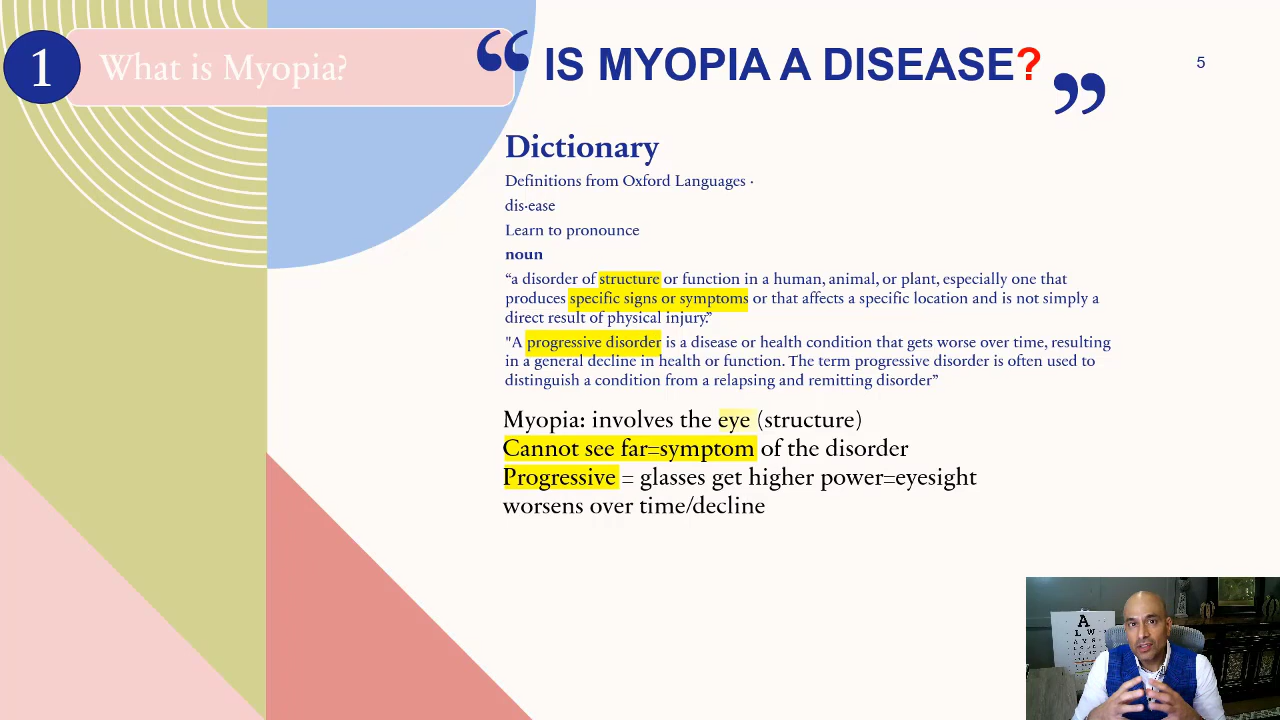 1
What is Myopia?
“ IS MYOPIA A DISEASE? ”
5
Dictionary
Definitions from Oxford Languages ·
dis·ease
Learn to pronounce
noun
“a disorder of structure or function in a human, animal, or plant, especially one that
produces specific signs or symptoms or that affects a specific location and is not simply a
direct result of physical injury.”
"A progressive disorder is a disease or health condition that gets worse over time, resulting
in a general decline in health or function. The term progressive disorder is often used to
distinguish a condition from a relapsing and remitting disorder”
Myopia: involves the eye (structure)
Cannot see far=symptom of the disorder
Progressive = glasses get higher power=eyesight
worsens over time/decline
A
L W